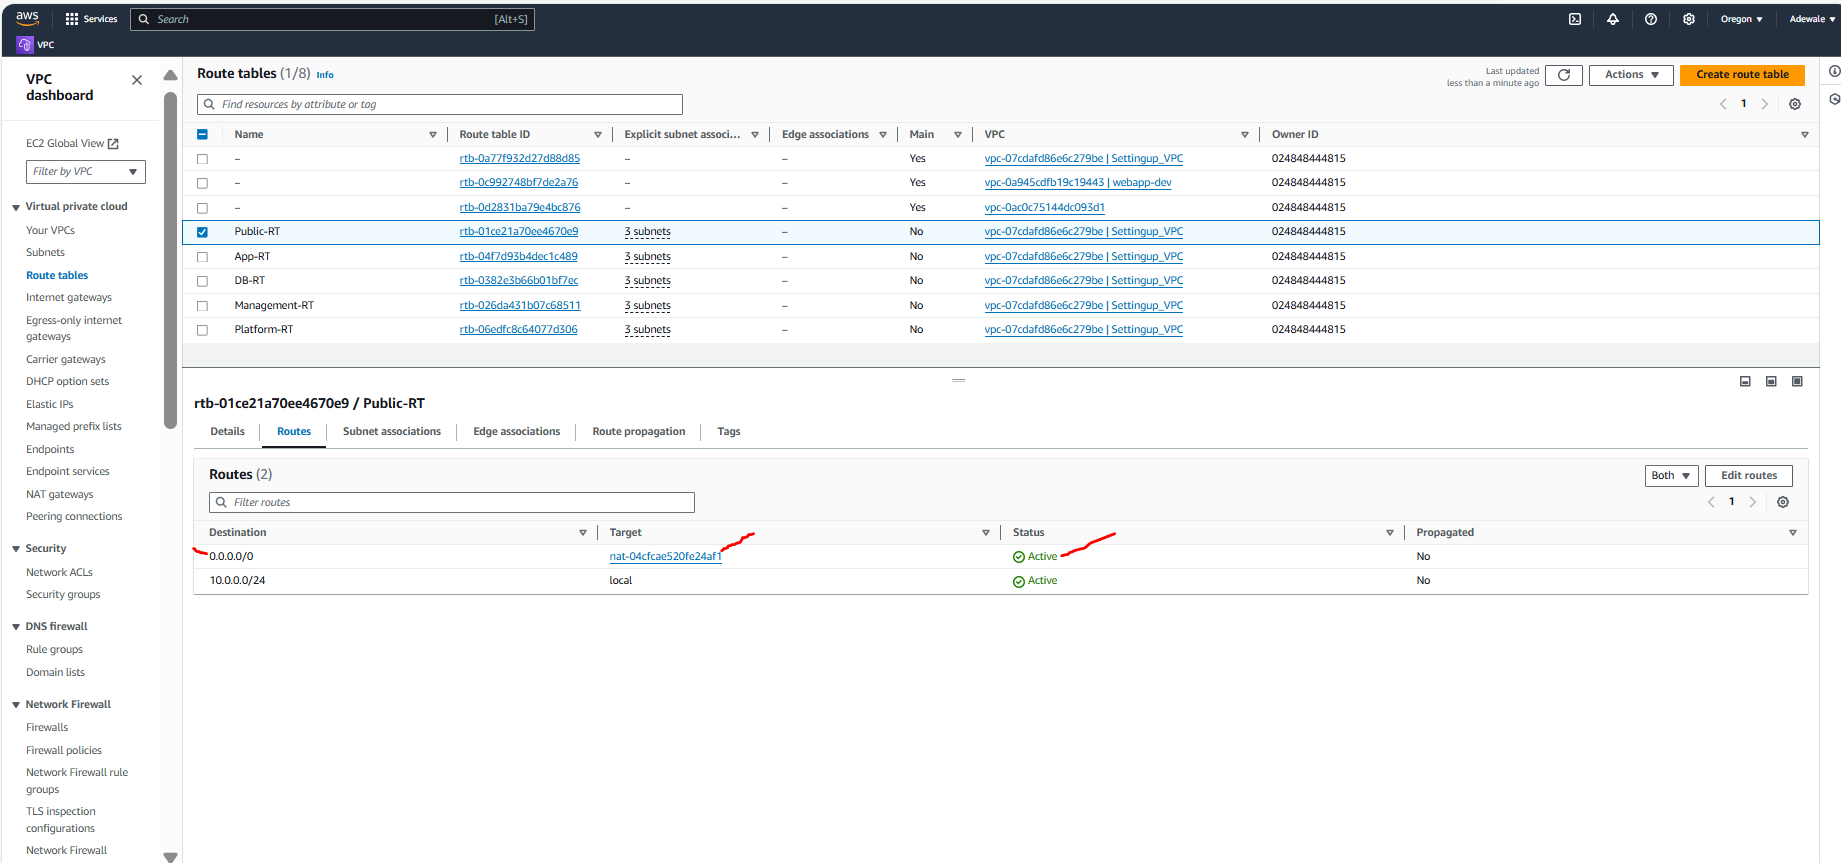 aws Services Search [Alt+S] Oregon ▼ Adewale ▼
VPC
VPC dashboard
EC2 Global View
Filter by VPC
Virtual private cloud
Your VPCs
Subnets
Route tables
Internet gateways
Egress-only internet
gateways
Carrier gateways
DHCP option sets
Elastic IPs
Managed prefix lists
Endpoints
Endpoint services
NAT gateways
Peering connections
Security
Network ACLs
Security groups
DNS firewall
Rule groups
Domain lists
Network Firewall
Firewalls
Firewall policies
Network Firewall rule
groups
TLS inspection
configurations
Network Firewall
Route tables (1/8) Info
Last updated
less than a minute ago
Actions ▼ Create route table
Find resources by attribute or tag
1
Name Route table ID Explicit subnet associ... Edge associations Main VPC Owner ID
– rtb-0a77f932d27d88d85 – – Yes vpc-07cdafd86e6c279be | Settingup_VPC 024848444815
– rtb-0c992748bf7de2a76 – – Yes vpc-0a945cdfb19c19443 | webapp-dev 024848444815
– rtb-0d2831ba79e4bc876 – – Yes vpc-0ac0c75144dc093d1 024848444815
Public-RT rtb-01ce21a70ee4670e9 3 subnets – No vpc-07cdafd86e6c279be | Settingup_VPC 024848444815
App-RT rtb-04f7d93b4dec1c489 3 subnets – No vpc-07cdafd86e6c279be | Settingup_VPC 024848444815
DB-RT rtb-0382e3b66b01bf7ec 3 subnets – No vpc-07cdafd86e6c279be | Settingup_VPC 024848444815
Management-RT rtb-026da431b07c68511 3 subnets – No vpc-07cdafd86e6c279be | Settingup_VPC 024848444815
Platform-RT rtb-06edfc8c64077d306 3 subnets – No vpc-07cdafd86e6c279be | Settingup_VPC 024848444815
rtb-01ce21a70ee4670e9 / Public-RT
Details Routes Subnet associations Edge associations Route propagation Tags
Routes (2)
Both ▼ Edit routes
Filter routes
1
Destination Target Status Propagated
0.0.0.0/0 nat-04cfcae520fe24af1 Active No
10.0.0.0/24 local Active No